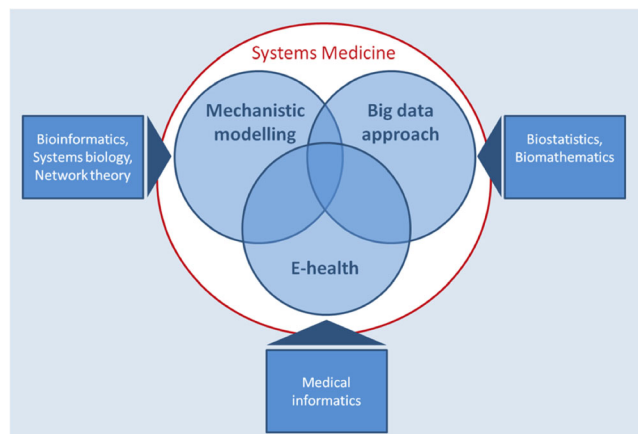 Systems Medicine
Mechanistic
modelling
Big data
approach
Bioinformatics,
Systems biology,
Network theory
Biostatistics,
Biomathematics
E-health
Medical
informatics